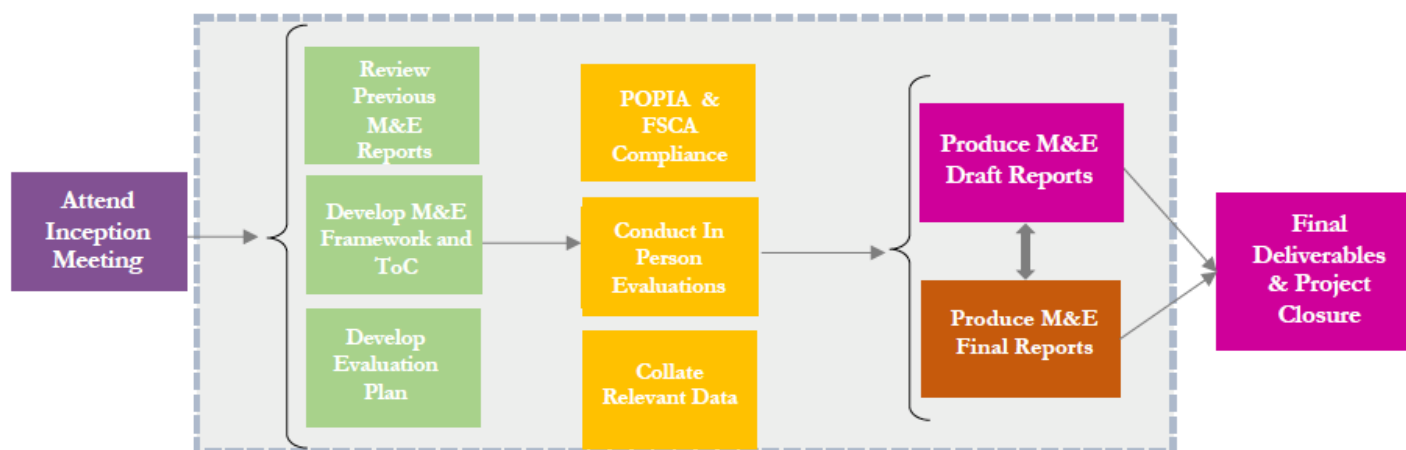 Attend
Inception
Meeting
Review
Previous
M&E
Reports
Develop M&E
Framework and
ToC
Develop
Evaluation
Plan
POPIA & 
FSCA
Compliance
Conduct In
Person
Evaluations
Collate
Relevant Data
Produce M&E
Draft Reports
Produce M&E
Final Reports
Final
Deliverables
& Project
Closure